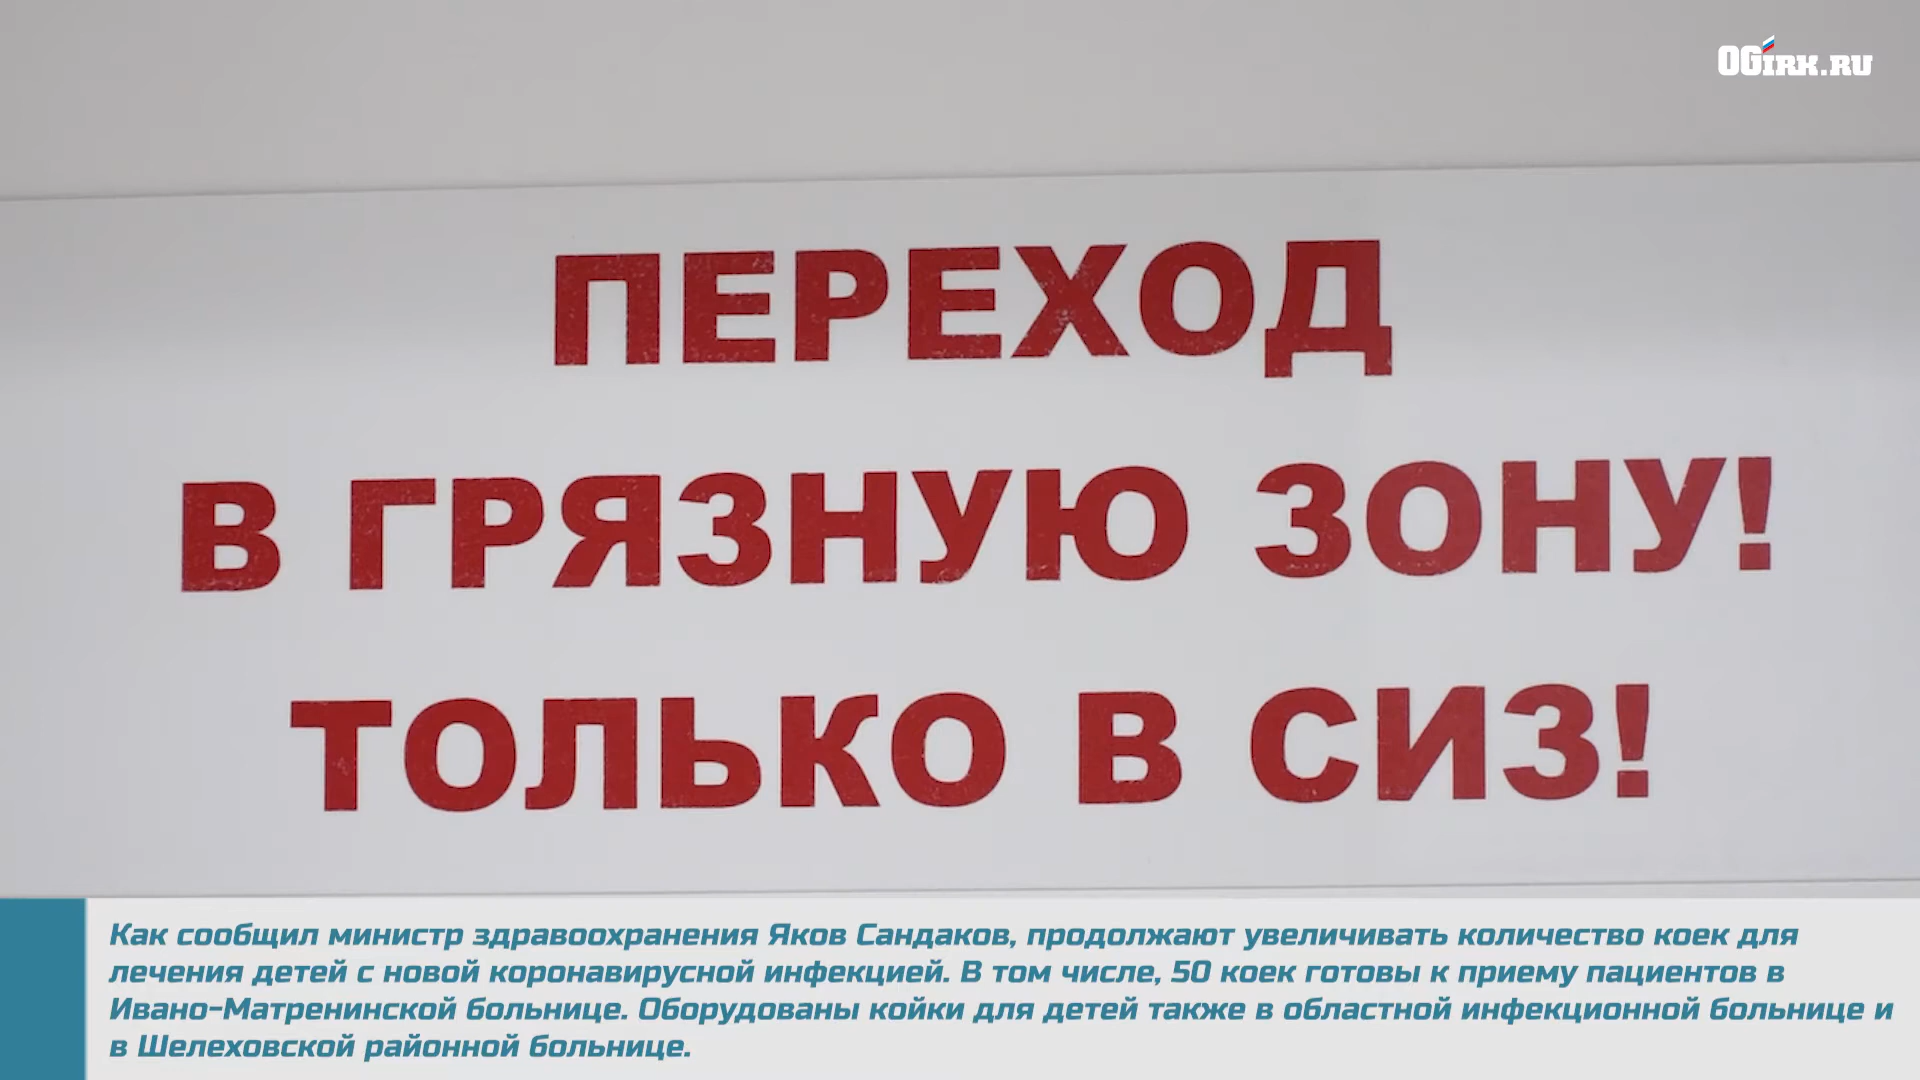 OGIRK.RU
ПЕРЕХОД
В ГРЯЗНУЮ ЗОНУ!
ТОЛЬКО В СИЗ!
Как сообщил министр здравоохранения Яков Сандаков, продолжают увеличивать количество коек для
лечения детей с новой коронавирусной инфекцией. В том числе, 50 коек готовы к приему пациентов в
Ивано-Матренинской больнице. Оборудованы койки для детей также в областной инфекционной больнице и
в Шелеховской районной больнице.